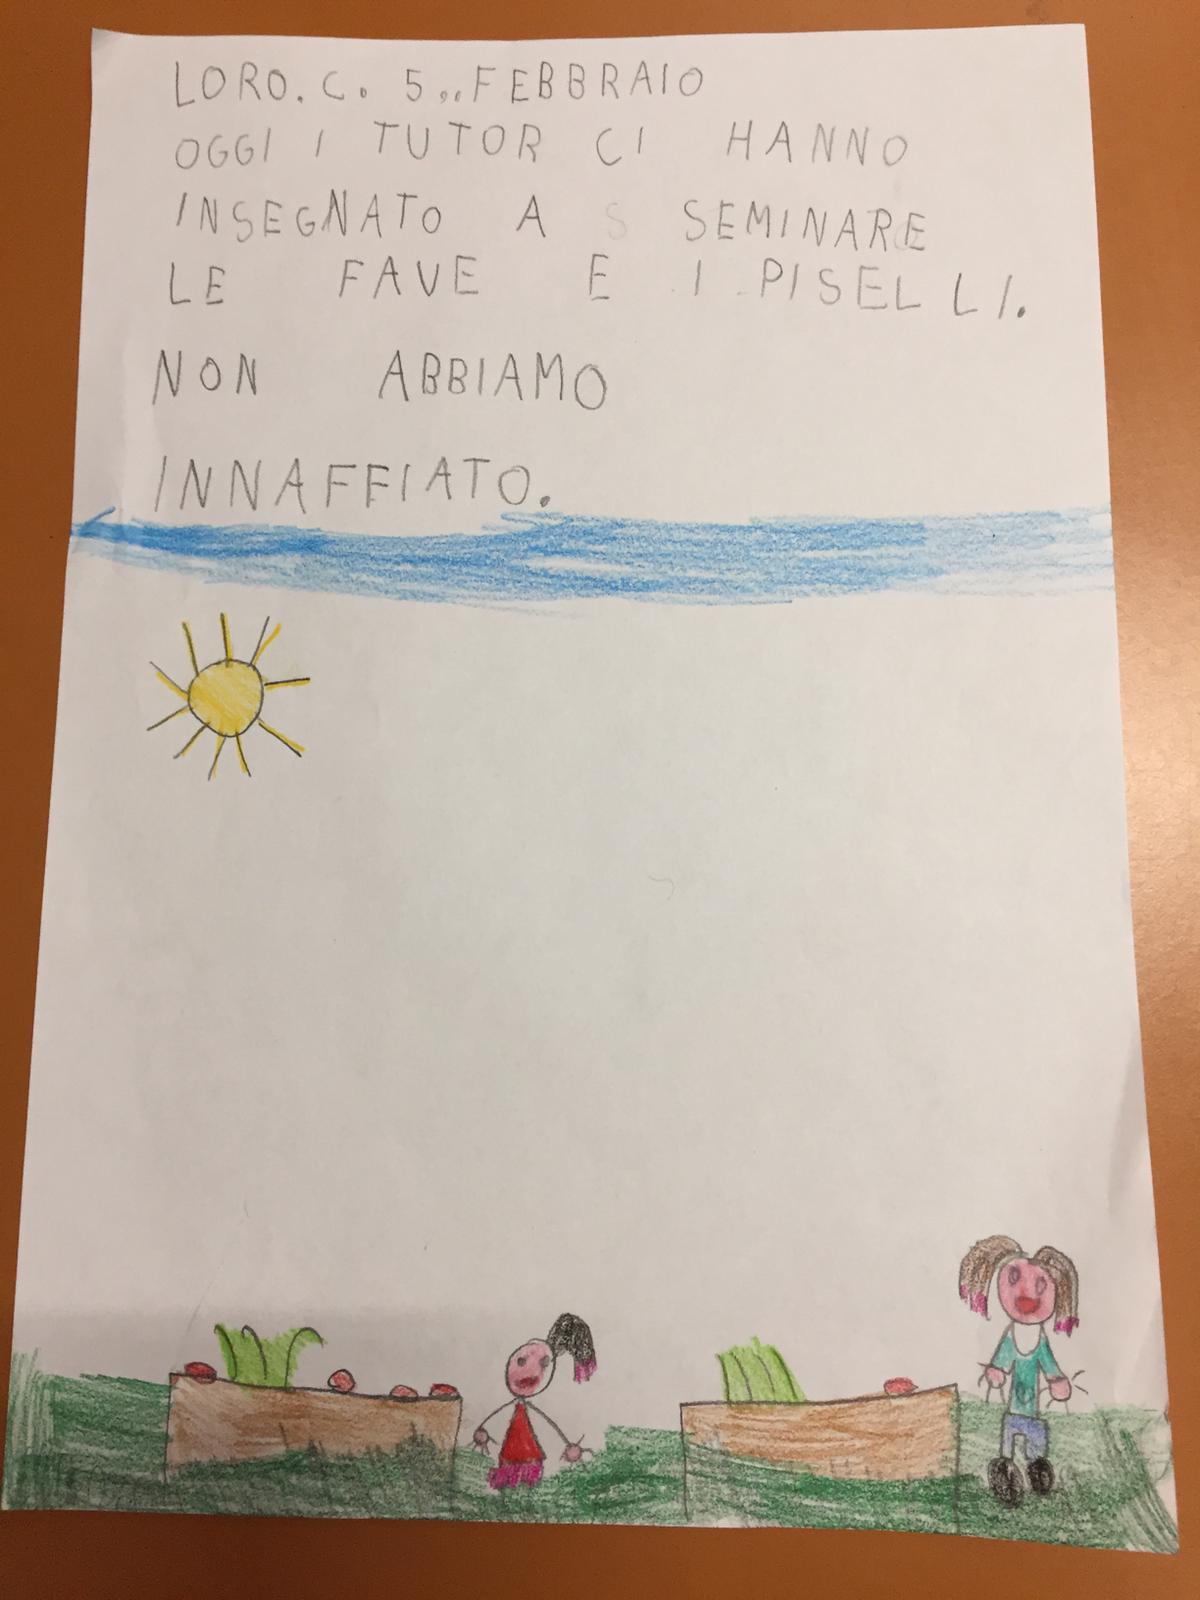 LORO. C. 5,, FEBBRAIO
OGGI I TUTOR CI HANNO
INSEGNATO A SEMINARE
LE FAVE E I PISELLI.
NON ABBIAMO
INNAFFIATO.